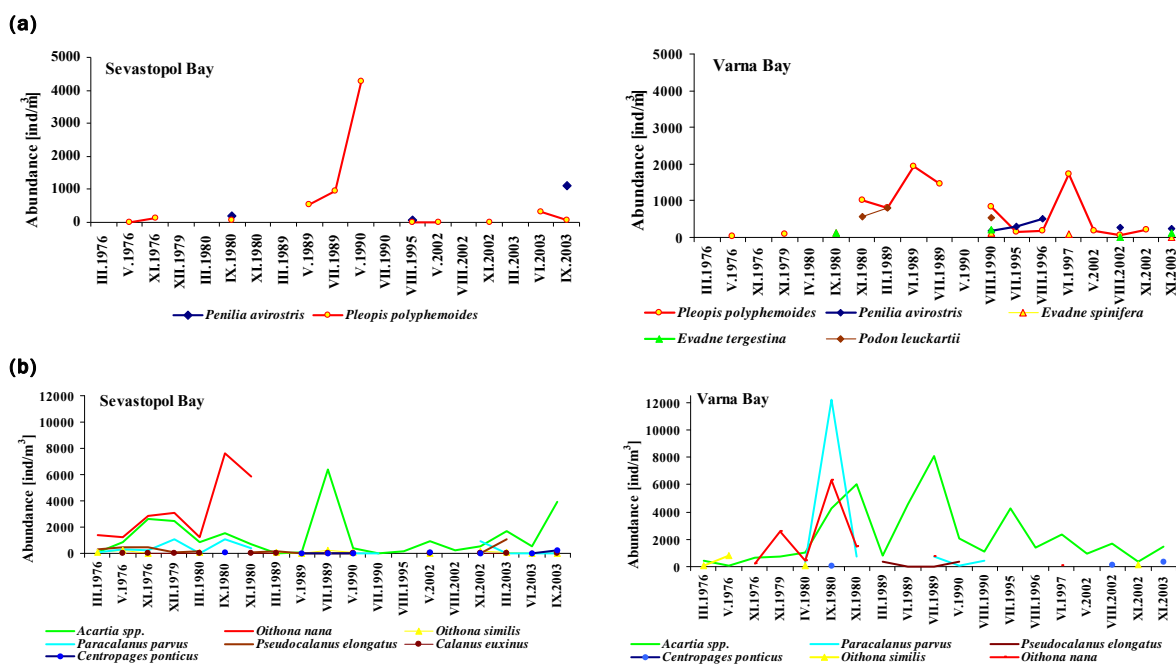 (a)
Sevastopol Bay
Abundance [ind/m3]
5000
4000
3000
2000
1000
0
III.1976
V.1976
XI.1976
XII.1979
III.1980
IX.1980
XI.1980
III.1989
V.1989
VII.1989
V.1990
VII.1990
VIII.1995
V.2002
VIII.2002
XI.2002
III.2003
VI.2003
IX.2003
Penilia avirostris Pleopis polyphemoides
Varna Bay
Abundance [ind/m3]
5000
4000
3000
2000
1000
0
III.1976
V.1976
XI.1976
XI.1979
IV.1980
IX.1980
XI.1980
III.1989
VI.1989
VII.1989
V.1990
VIII.1990
VII.1995
VIII.1996
VI.1997
V.2002
VIII.2002
XI.2002
XI.2003
Pleopis polyphemoides Penilia avirostris Evadne spinifera
Evadne tergestina Podon leuckartii
(b)
Sevastopol Bay
Abundance [ind/m³]
12000
10000
8000
6000
4000
2000
0
III.1976
V.1976
XI.1976
XII.1979
III.1980
IX.1980
XI.1980
III.1989
V.1989
VII.1989
V.1990
VII.1990
VIII.1995
V.2002
VIII.2002
XI.2002
III.2003
VI.2003
IX.2003
Acartia spp. Oithona nana Oithona similis
Paracalanus parvus Pseudocalanus elongatus Calanus euxinus
Centropages ponticus
Varna Bay
Abundance [ind/m³]
12000
10000
8000
6000
4000
2000
0
III.1976
V.1976
XI.1976
XI.1979
IV.1980
IX.1980
XI.1980
III.1989
VI.1989
VII.1989
V.1990
VIII.1990
VII.1995
VIII.1996
VI.1997
V.2002
VIII.2002
XI.2002
XI.2003
Acartia spp. Paracalanus parvus Pseudocalanus elongatus
Centropages ponticus Oithona similis Oithona nana